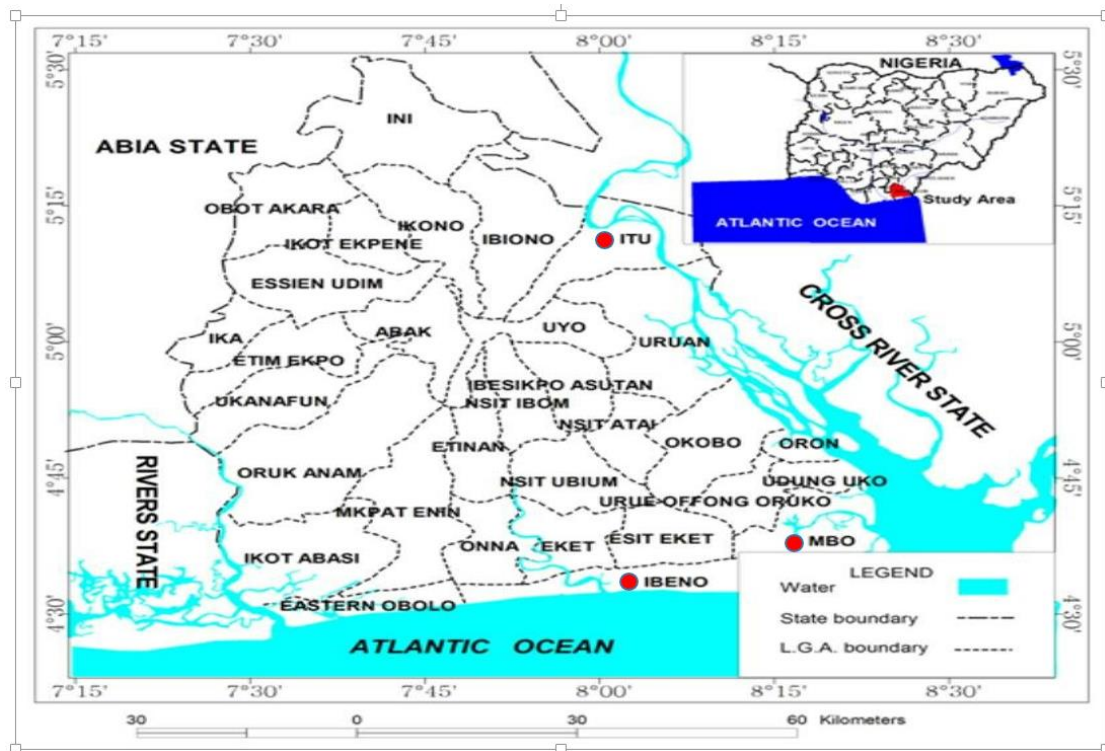 7°15' 7°30' 7°45' 8°00' 8°15' 8°30'
5°30' 5°30'
NIGERIA
INI
ABIA STATE
Study Area
5°15' 5°15'
OBOT AKARA
IKONO
ATLANTIC OCEAN
IKOT EKPENE
IBIONO
ITU
ESSIEN UDIM
CROSS RIVER STATE
UYO
ABAK
5°00' 5°00'
IKA
URUAN
ETIM EKPO
IBESIKPO ASUTAN
UKANAFUN
NSIT IBOM
NSIT ATAI
ETINAN
OKOBO
ORON
ORUK ANAM
4°45' 4°45'
NSIT UBIUM
UDUNG UKO
RIVERS STATE
URUE OFFONG ORUKO
MKPAT ENIN
ESIT EKET
MBO
ONNA
EKET
IKOT ABASI
LEGEND
IBENO
Water
EASTERN OBOLO
4°30' 4°30'
State boundary
ATLANTIC OCEAN
L.G.A. boundary
7°15' 7°30' 7°45' 8°00' 8°15' 8°30'
30 0 30 60 Kilometers